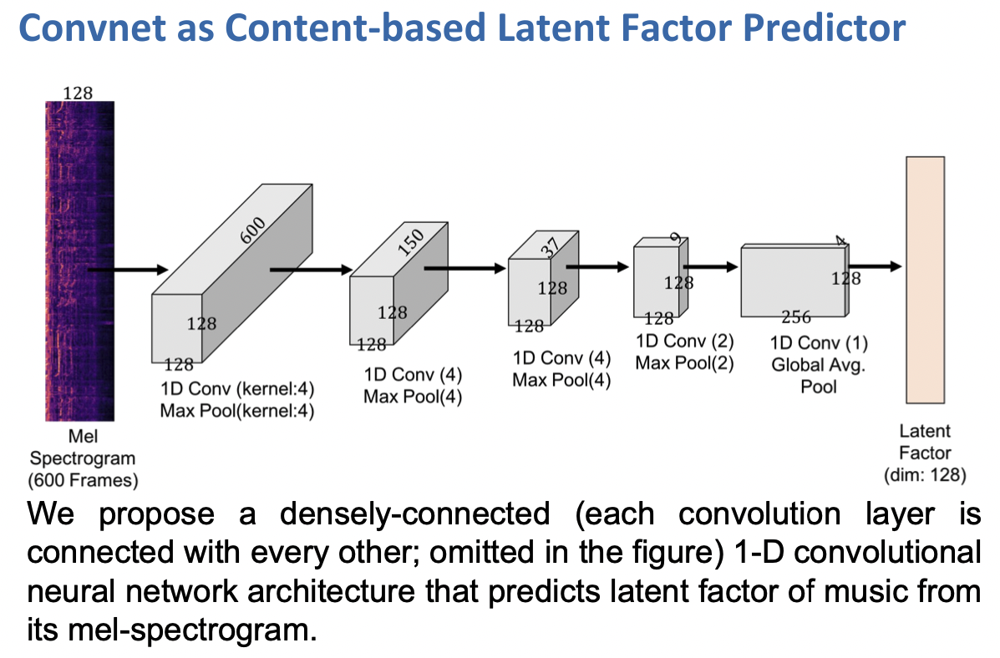 Convnet as Content-based Latent Factor Predictor
128
Mel
Spectrogram
(600 Frames)
600
128
128
1D Conv (kernel:4)
Max Pool(kernel:4)
150
128
128
1D Conv (4)
Max Pool(4)
37
128
128
1D Conv (4)
Max Pool(4)
9
128
128
1D Conv (2)
Max Pool(2)
4
128
256
1D Conv (1)
Global Avg.
Pool
Latent
Factor
(dim: 128)
We propose a densely-connected (each convolution layer is
connected with every other; omitted in the figure) 1-D convolutional
neural network architecture that predicts latent factor of music from
its mel-spectrogram.